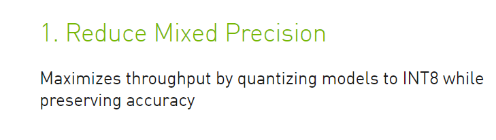 1. Reduce Mixed Precision
Maximizes throughput by quantizing models to INT8 while
preserving accuracy